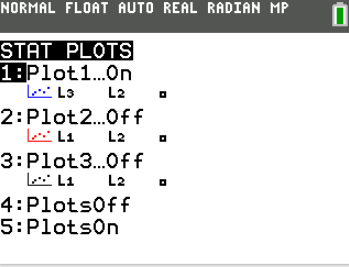 NORMAL FLOAT AUTO REAL RADIAN MP
STAT PLOTS
1:Plot1…On
L3 L2
2:Plot2…Off
L1 L2
3:Plot3…Off
L1 L2
4:PlotsOff
5:PlotsOn